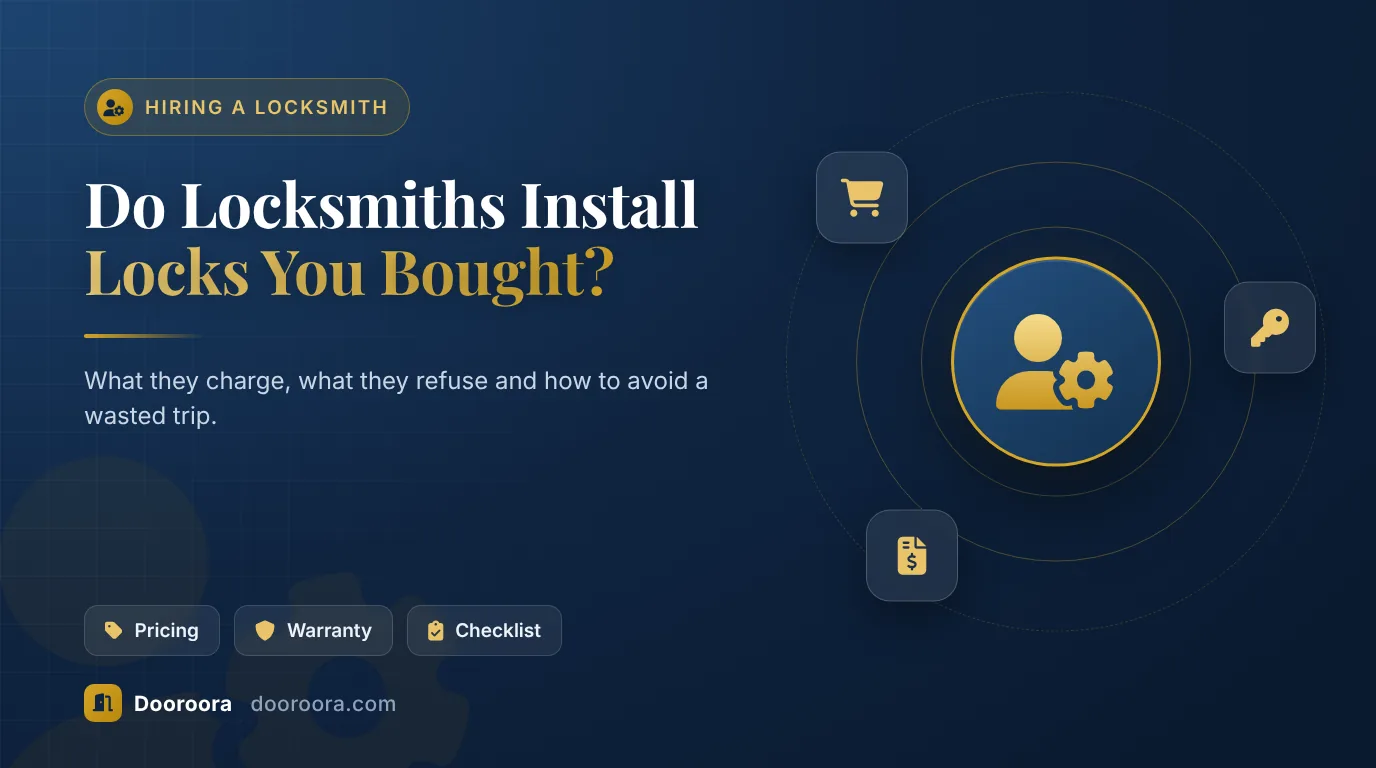 HIRING A LOCKSMITH
Do Locksmiths Install
Locks You Bought?
What they charge, what they refuse and how to avoid a
wasted trip.
Pricing Warranty Checklist
Dooroora dooroora.com